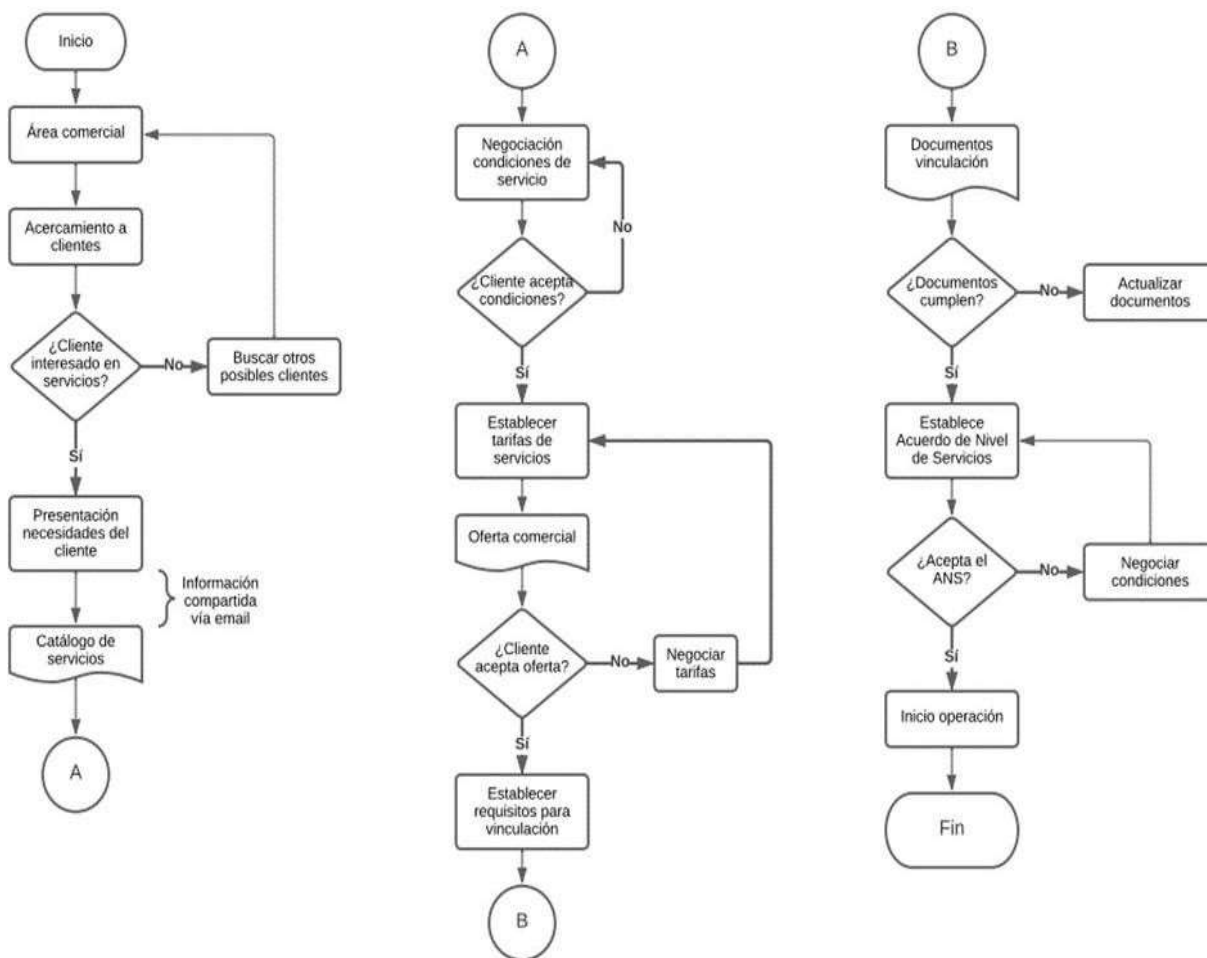 Inicio
Área comercial
Acercamiento a
clientes
¿Cliente
interesado en
servicios?
No
Buscar otros
posibles clientes
Sí
Presentación
necesidades del
cliente
Información
compartida
vía email
Catálogo de
servicios
A
A
Negociación
condiciones de
servicio
No
¿Cliente acepta
condiciones?
Sí
Establecer
tarifas de
servicios
Oferta comercial
¿Cliente
acepta oferta?
No
Negociar
tarifas
Sí
Establecer
requisitos para
vinculación
B
B
Documentos
vinculación
¿Documentos
cumplen?
No
Actualizar
documentos
Sí
Establece
Acuerdo de Nivel
de Servicios
¿Acepta el
ANS?
No
Negociar
condiciones
Sí
Inicio operación
Fin